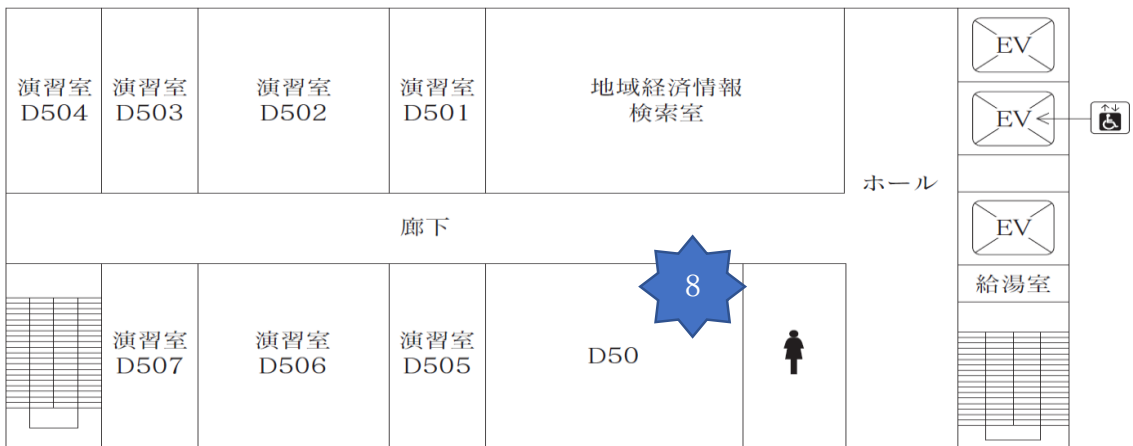 演習室
D504
演習室
D503
演習室
D502
演習室
D501
地域経済情報
検索室
EV
EV
ホール
EV
廊下
8
給湯室
演習室
D507
演習室
D506
演習室
D505
D50